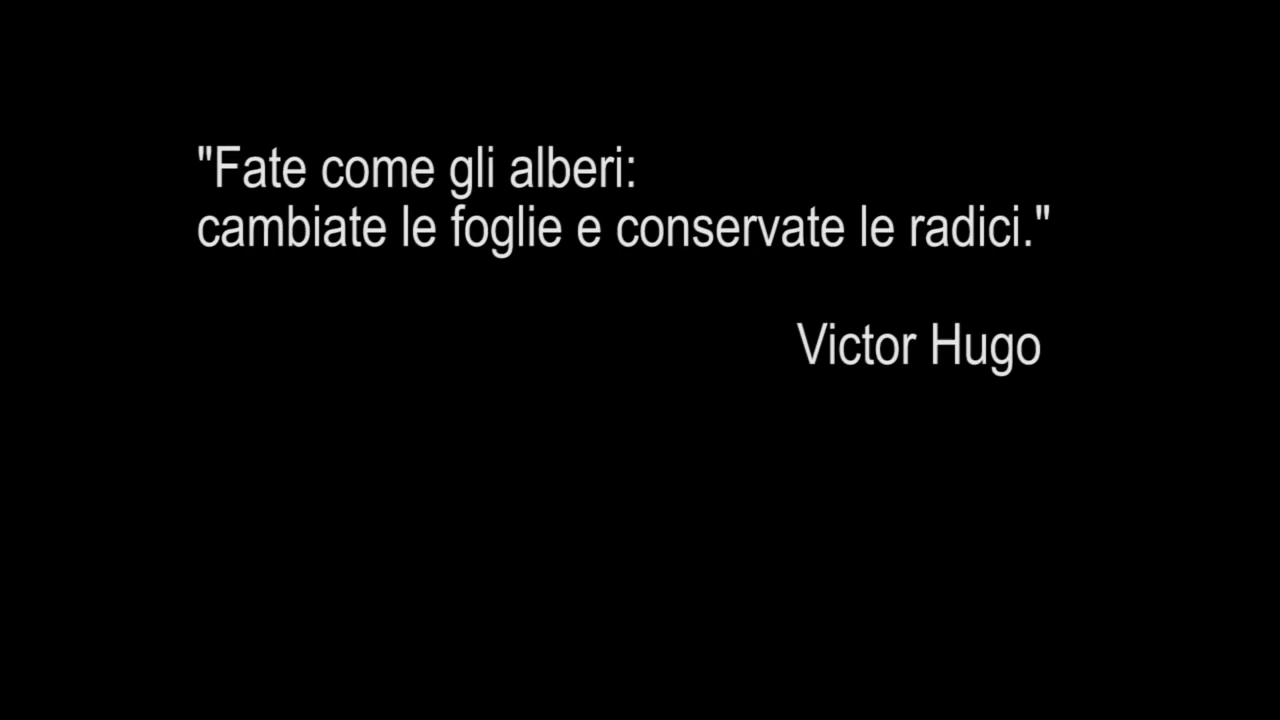 "Fate come gli alberi:
cambiate le foglie e conservate le radici."
Victor Hugo